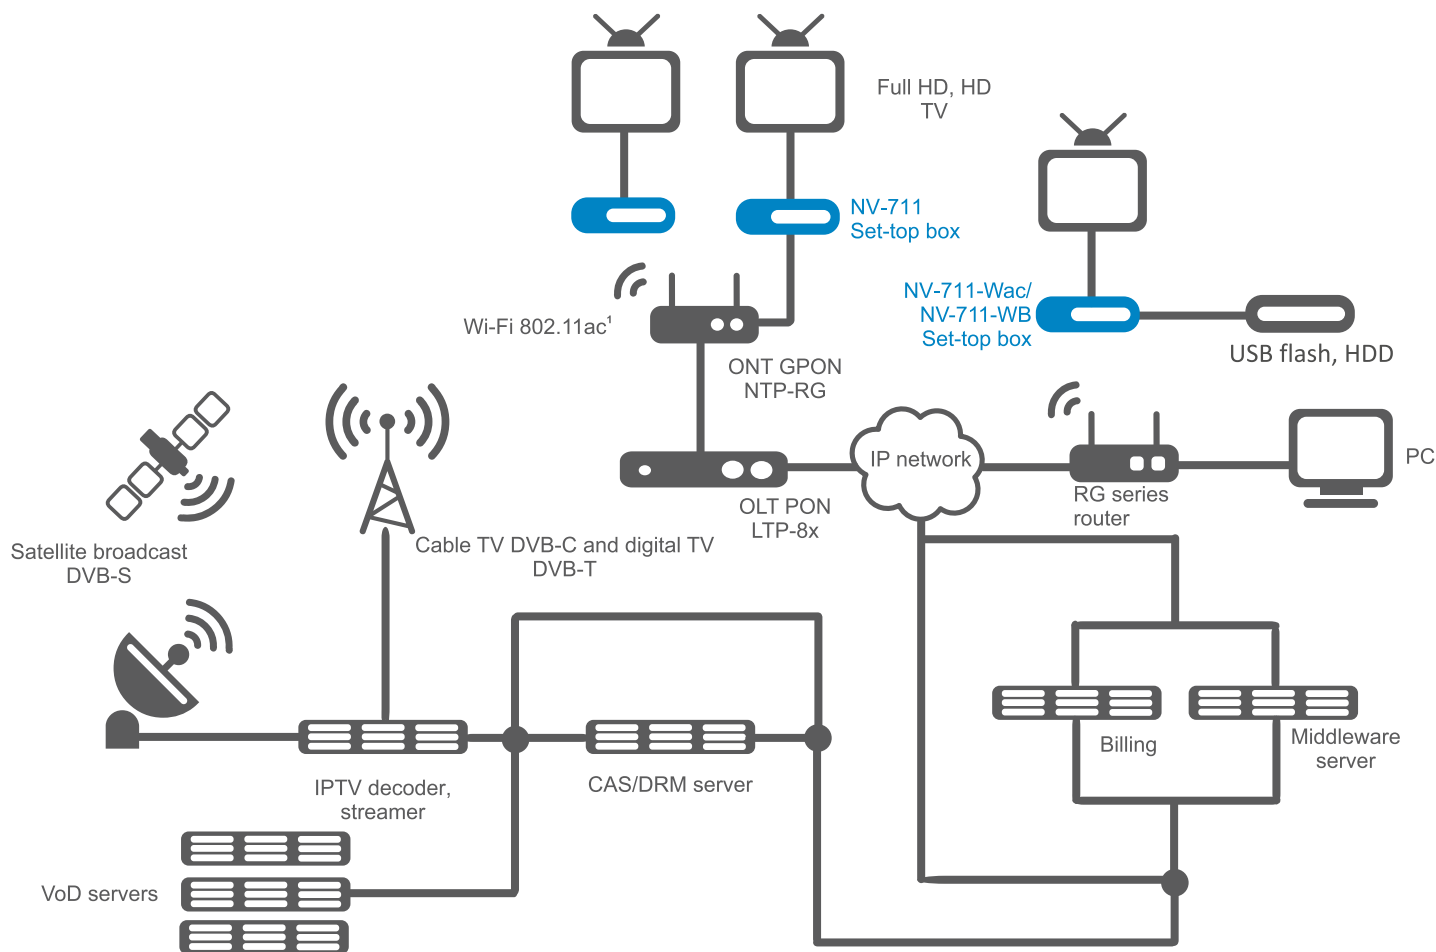 Full HD, HD
TV
NV-711
Set-top box
NV-711-Wac/
NV-711-WB
Set-top box
USB flash, HDD
Wi-Fi 802.11ac¹
ONT GPON
NTP-RG
IP network
PC
OLT PON
LTP-8x
RG series
router
Satellite broadcast
DVB-S
Cable TV DVB-C and digital TV
DVB-T
Billing
Middleware
server
IPTV decoder,
streamer
CAS/DRM server
VoD servers